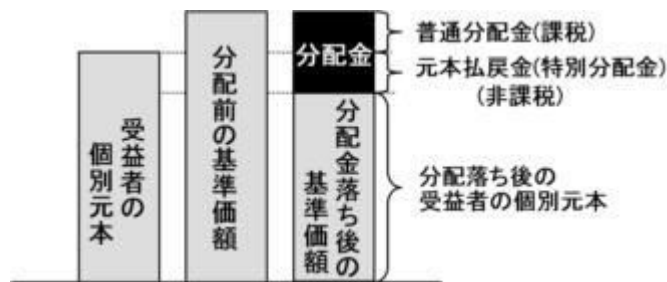 受益者の
個別元本
分配前の基準価額
分配金
分配金落ち後の
基準価額
普通分配金(課税)
元本払戻金(特別分配金)
(非課税)
分配落ち後の
受益者の個別元本